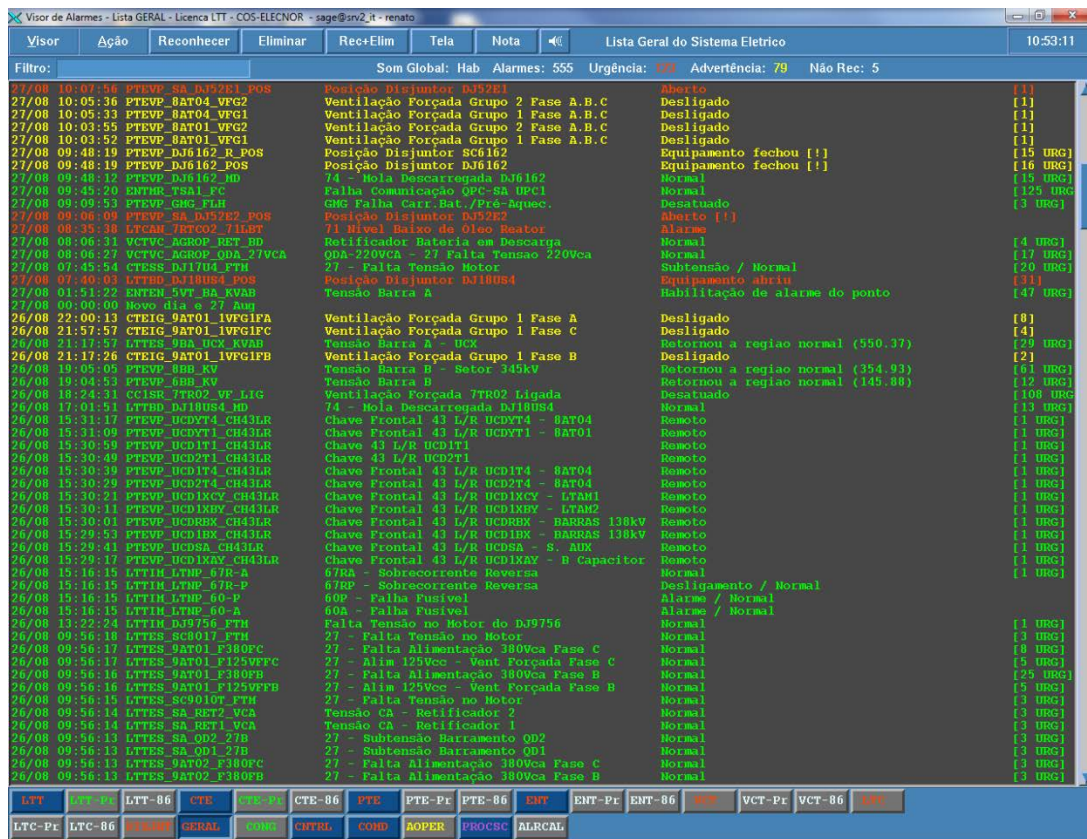 Visor de Alarmes - Lista GERAL - Licenca LTT - COS-ELECNOR - sage@srv2_it - renato
Visor Ação Reconhecer Eliminar Rec+Elim Tela Nota Lista Geral do Sistema Eletrico 10:53:11
Filtro: Som Global: Hab Alarmes: 555 Urgência: Advertência: 79 Não Rec: 5
27/08 10:07:56 PTEVP_SA_DJ52E1_POS Posição Disjuntor DJ52E1 Aberto [1]
27/08 10:05:36 PTEVP_8AT04_VFG2 Ventilação Forçada Grupo 2 Fase A.B.C Desligado [1]
27/08 10:05:33 PTEVP_8AT04_VFG1 Ventilação Forçada Grupo 1 Fase A.B.C Desligado [1]
27/08 10:03:55 PTEVP_8AT01_VFG2 Ventilação Forçada Grupo 2 Fase A.B.C Desligado [1]
27/08 10:03:52 PTEVP_8AT01_VFG1 Ventilação Forçada Grupo 1 Fase A.B.C Desligado [1]
27/08 09:48:19 PTEVP_DJ6162_R_POS Posição Disjuntor SC6162 Equipamento fechou [!] [15 URG]
27/08 09:48:19 PTEVP_DJ6162_POS Posição Disjuntor DJ6162 Equipamento fechou [!] [16 URG]
27/08 09:48:12 PTEVP_DJ6162_MD 74 - Mola Descarregada DJ6162 Normal [15 URG]
27/08 09:45:20 ENTMR_TSA1_FC Falha Comunicação QPC-SA UPC1 Normal [125 URG
27/08 09:09:53 PTEVP_GMG_FLH GMG Falha Carr.Bat./Pré-Aquec. Desatuado [3 URG]
27/08 09:06:09 PTEVP_SA_DJ52E2_POS Posição Disjuntor DJ52E2 Aberto [!]
27/08 08:35:38 LTCAN_7RTCO2_71LBT 71 Nível Baixo de Óleo Reator Alarme
27/08 08:06:31 VCTVC_AGROP_RET_BD Retificador Bateria em Descarga Normal [4 URG]
27/08 08:06:27 VCTVC_AGROP_QDA_27VCA QDA-220VCA - 27 Falta Tensao 220Vca Normal [17 URG]
27/08 07:45:54 CTESS_DJ17U4_FTM 27 - Falta Tensão Motor Subtensão / Normal [20 URG]
27/08 07:40:03 LTTBD_DJ18US4_POS Posição Disjuntor DJ18US4 Equipamento abriu [31]
27/08 01:51:22 ENTEN_5VT_BA_KVAB Tensão Barra A Habilitação de alarme do ponto [47 URG]
27/08 00:00:00 Novo dia e 27 Aug
26/08 22:00:13 CTEIG_9AT01_1VFG1FA Ventilação Forçada Grupo 1 Fase A Desligado [8]
26/08 21:57:57 CTEIG_9AT01_1VFG1FC Ventilação Forçada Grupo 1 Fase C Desligado [4]
26/08 21:17:57 LTTES_9BA_UCX_KVAB Tensão Barra A - UCX Retornou a regiao normal (550.37) [29 URG]
26/08 21:17:26 CTEIG_9AT01_1VFG1FB Ventilação Forçada Grupo 1 Fase B Desligado [2]
26/08 19:05:05 PTEVP_8BB_KV Tensão Barra B - Setor 345kV Retornou a regiao normal (354.93) [61 URG]
26/08 19:04:53 PTEVP_6BB_KV Tensão Barra B Retornou a regiao normal (145.88) [12 URG]
26/08 18:24:31 CC1SR_7TR02_VF_LIG Ventilação Forçada 7TR02 Ligada Desatuado [108 URG
26/08 17:01:51 LTTBD_DJ18US4_MD 74 - Mola Descarregada DJ18US4 Normal [13 URG]
26/08 15:31:17 PTEVP_UCDYT4_CH43LR Chave Frontal 43 L/R UCDYT4 - 8AT04 Remoto [1 URG]
26/08 15:31:09 PTEVP_UCDYT1_CH43LR Chave Frontal 43 L/R UCDYT1 - 8AT01 Remoto [1 URG]
26/08 15:30:59 PTEVP_UCD1T1_CH43LR Chave 43 L/R UCD1T1 Remoto [1 URG]
26/08 15:30:49 PTEVP_UCD2T1_CH43LR Chave 43 L/R UCD2T1 Remoto [1 URG]
26/08 15:30:39 PTEVP_UCD1T4_CH43LR Chave Frontal 43 L/R UCD1T4 - 8AT04 Remoto [1 URG]
26/08 15:30:29 PTEVP_UCD2T4_CH43LR Chave Frontal 43 L/R UCD2T4 - 8AT04 Remoto [1 URG]
26/08 15:30:21 PTEVP_UCD1XCY_CH43LR Chave Frontal 43 L/R UCD1XCY - LTAM1 Remoto [1 URG]
26/08 15:30:11 PTEVP_UCD1XBY_CH43LR Chave Frontal 43 L/R UCD1XBY - LTAM2 Remoto [1 URG]
26/08 15:30:01 PTEVP_UCDRBX_CH43LR Chave Frontal 43 L/R UCDRBX - BARRAS 138kV Remoto [1 URG]
26/08 15:29:53 PTEVP_UCD1BX_CH43LR Chave Frontal 43 L/R UCD1BX - BARRAS 138kV Remoto [1 URG]
26/08 15:29:41 PTEVP_UCDSA_CH43LR Chave Frontal 43 L/R UCDSA - S. AUX Remoto [1 URG]
26/08 15:29:17 PTEVP_UCD1XAY_CH43LR Chave Frontal 43 L/R UCD1XAY - B Capacitor Remoto [1 URG]
26/08 15:16:15 LTTIM_LTNP_67R-A 67RA - Sobrecorrente Reversa Normal [1 URG]
26/08 15:16:15 LTTIM_LTNP_67R-P 67RP - Sobrecorrente Reversa Desligamento / Normal
26/08 15:16:15 LTTIM_LTNP_60-P 60P - Falha Fusível Alarme / Normal
26/08 15:16:15 LTTIM_LTNP_60-A 60A - Falha Fusível Alarme / Normal
26/08 13:22:24 LTTIM_DJ9756_FTM Falta Tensão no Motor do DJ9756 Normal [1 URG]
26/08 09:56:18 LTTES_SC8017_FTM 27 - Falta Tensão no Motor Normal [3 URG]
26/08 09:56:17 LTTES_9AT01_F380FC 27 - Falta Alimentação 380Vca Fase C Normal [8 URG]
26/08 09:56:17 LTTES_9AT01_F125VFFC 27 - Alim 125Vcc - Vent Forçada Fase C Normal [5 URG]
26/08 09:56:16 LTTES_9AT01_F380FB 27 - Falta Alimentação 380Vca Fase B Normal [25 URG]
26/08 09:56:16 LTTES_9AT01_F125VFFB 27 - Alim 125Vcc - Vent Forçada Fase B Normal [5 URG]
26/08 09:56:15 LTTES_SC9010T_FTM 27 - Falta Tensão no Motor Normal [3 URG]
26/08 09:56:14 LTTES_SA_RET2_VCA Tensão CA - Retificador 2 Normal [3 URG]
26/08 09:56:14 LTTES_SA_RET1_VCA Tensão CA - Retificador 1 Normal [3 URG]
26/08 09:56:13 LTTES_SA_QD2_27B 27 - Subtensão Barramento QD2 Normal [3 URG]
26/08 09:56:13 LTTES_SA_QD1_27B 27 - Subtensão Barramento QD1 Normal [3 URG]
26/08 09:56:13 LTTES_9AT02_F380FC 27 - Falta Alimentação 380Vca Fase C Normal [3 URG]
26/08 09:56:13 LTTES_9AT02_F380FB 27 - Falta Alimentação 380Vca Fase B Normal [3 URG]
LTT LTT-Pr LTT-86 CTE CTE-Pr CTE-86 PTE PTE-Pr PTE-86 ENT ENT-Pr ENT-86 VCT VCT-Pr VCT-86 LTC
LTC-Pr LTC-86 GERAL CONG CNTRL COMD AOPER PROCSC ALRCAL